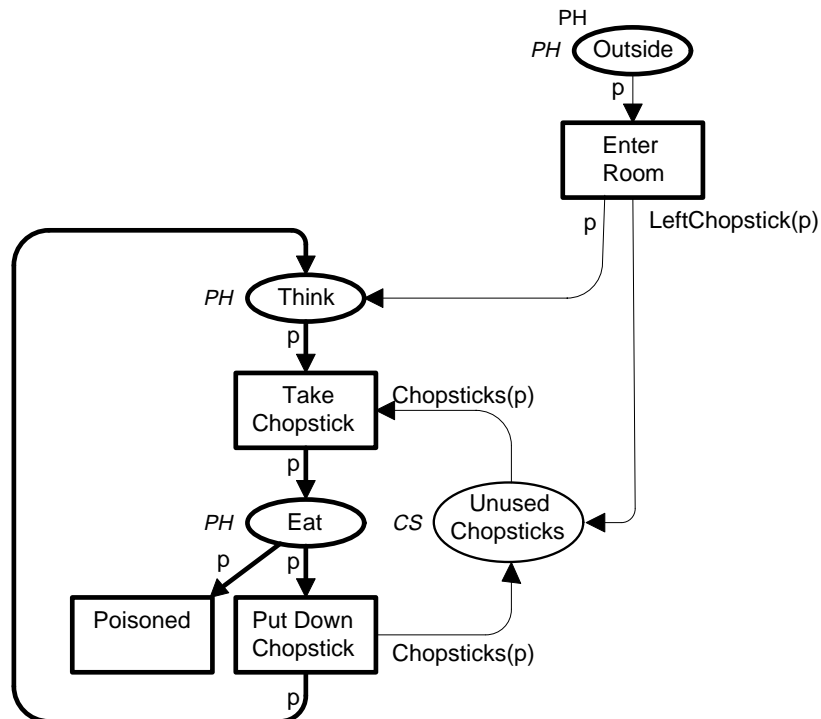 PH
PH
Outside
p
Enter
Room
p
LeftChopstick(p)
PH
Think
p
Take
Chopstick
Chopsticks(p)
p
PH
Eat
CS
Unused
Chopsticks
p
p
Poisoned
Put Down
Chopstick
Chopsticks(p)
p